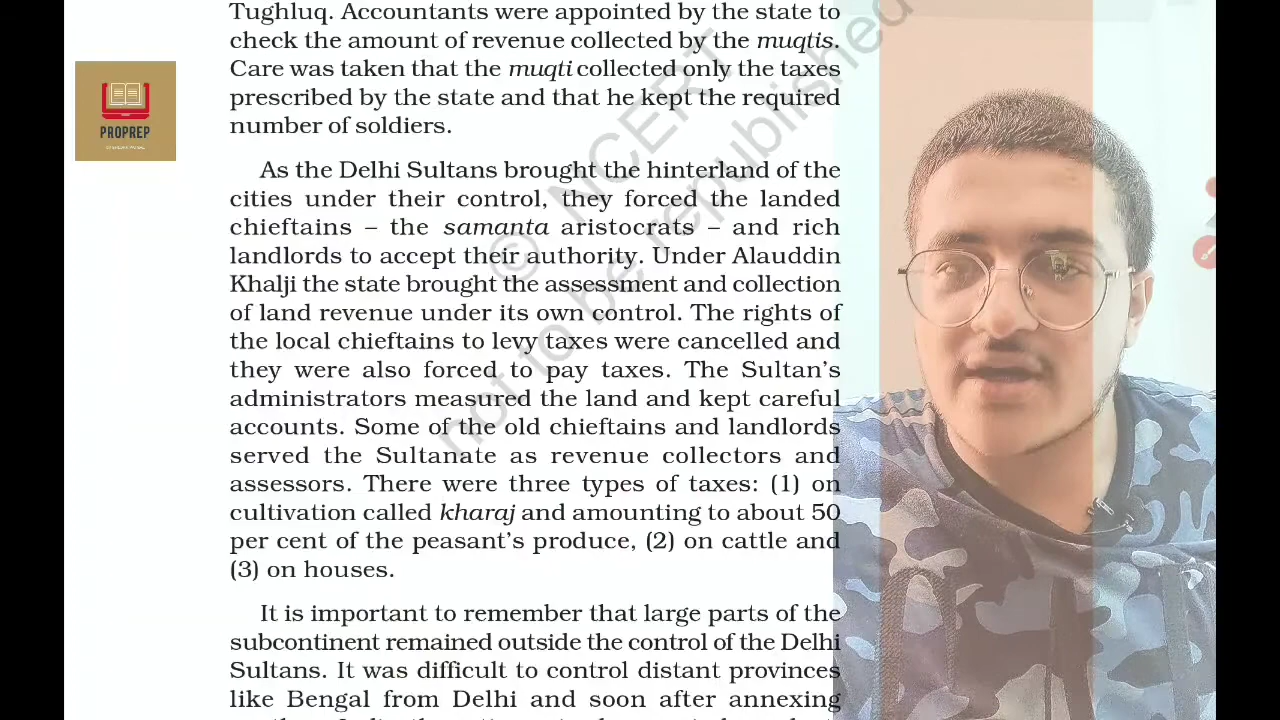 Tughluq. Accountants were appointed by the state to
check the amount of revenue collected by the muqtis.
Care was taken that the muqti collected only the taxes
prescribed by the state and that he kept the required
number of soldiers.
PROPREP
As the Delhi Sultans brought the hinterland of the
cities under their control, they forced the landed
chieftains – the samanta aristocrats – and rich
landlords to accept their authority. Under Alauddin
Khalji the state brought the assessment and collection
of land revenue under its own control. The rights of
the local chieftains to levy taxes were cancelled and
they were also forced to pay taxes. The Sultan’s
administrators measured the land and kept careful
accounts. Some of the old chieftains and landlords
served the Sultanate as revenue collectors and
assessors. There were three types of taxes: (1) on
cultivation called kharaj and amounting to about 50
per cent of the peasant’s produce, (2) on cattle and
(3) on houses.
It is important to remember that large parts of the
subcontinent remained outside the control of the Delhi
Sultans. It was difficult to control distant provinces
like Bengal from Delhi and soon after annexing
© NCERT
not to be republished